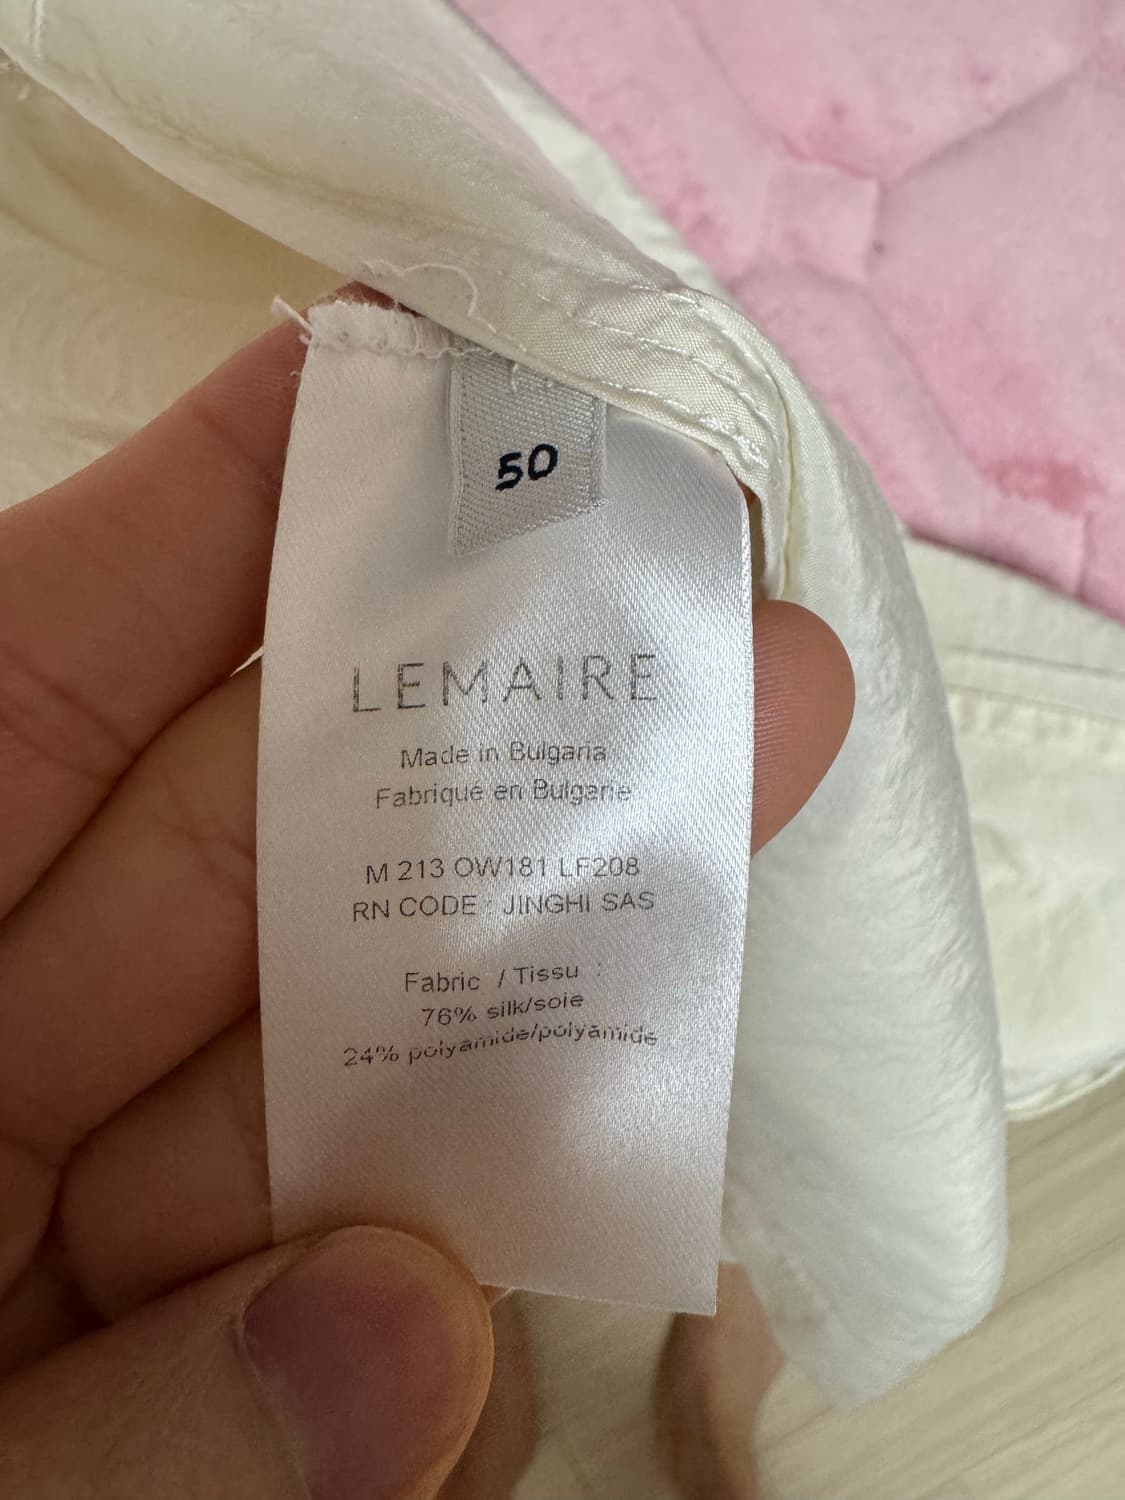 50
LEMAIRE
Made in Bulgaria
Fabriqué en Bulgarie
M 213 OW181 LF208
RN CODE : JINGHI SAS
Fabric / Tissu :
76% silk/soie
24% polyamide/polyamide